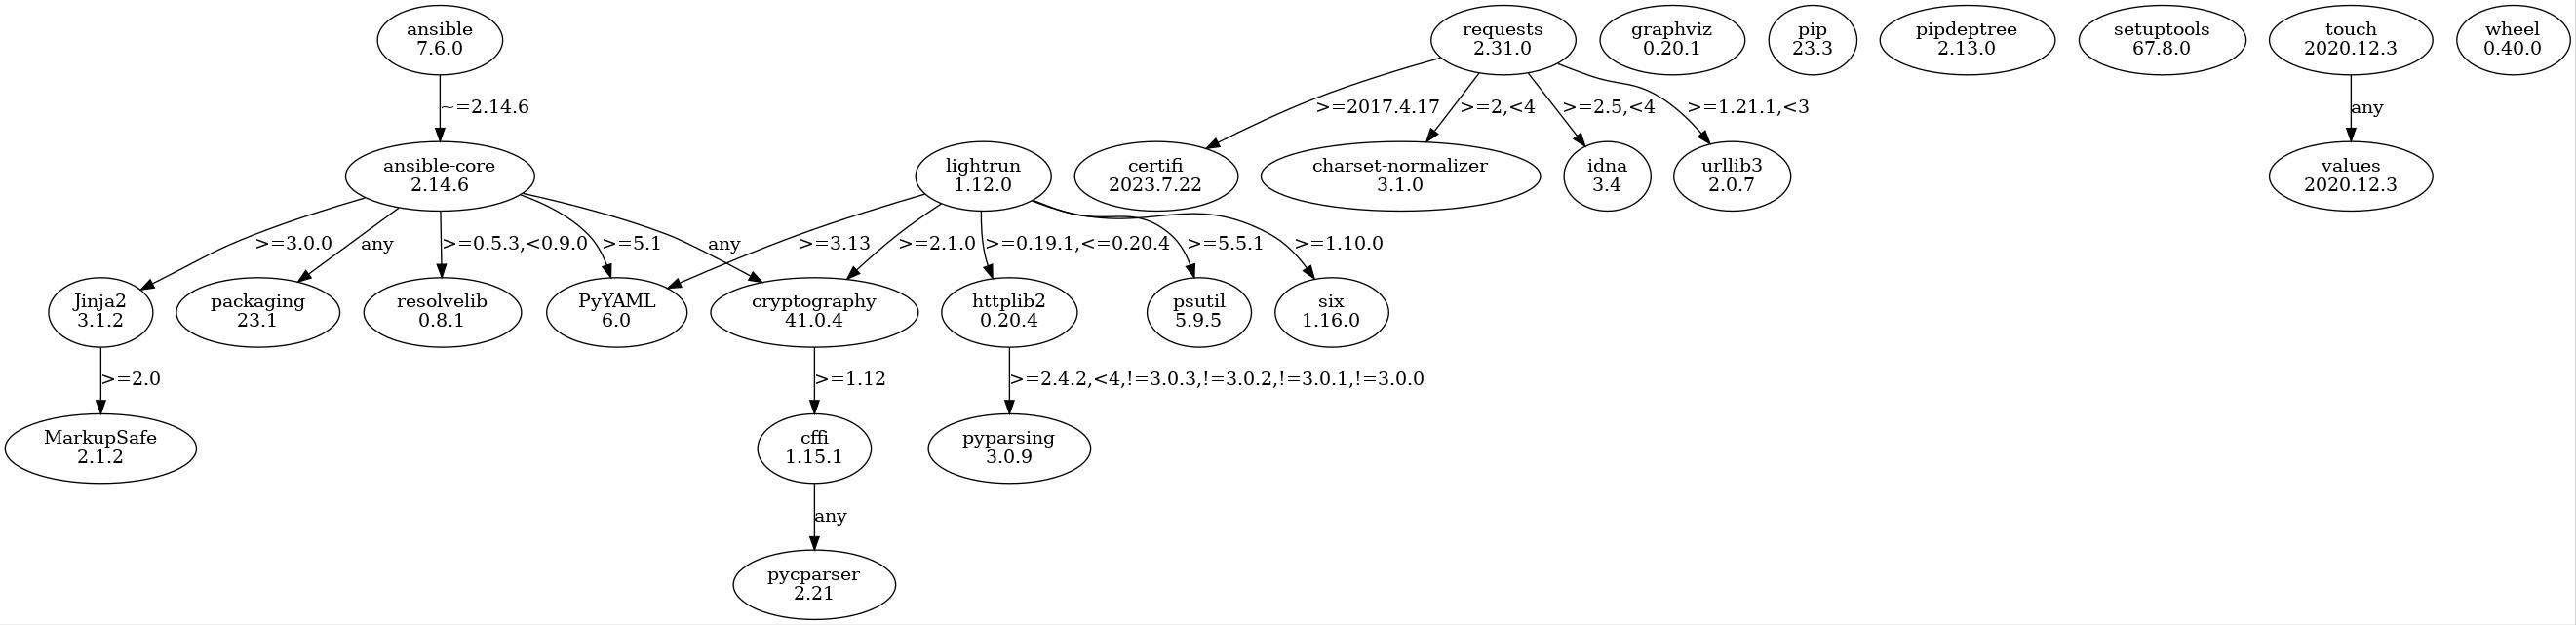 ansible
7.6.0
requests
2.31.0
graphviz
0.20.1
pip
23.3
pipdeptree
2.13.0
setuptools
67.8.0
touch
2020.12.3
wheel
0.40.0
~=2.14.6
>=2017.4.17
>=2,<4
>=2.5,<4
>=1.21.1,<3
any
ansible-core
2.14.6
lightrun
1.12.0
certifi
2023.7.22
charset-normalizer
3.1.0
idna
3.4
urllib3
2.0.7
values
2020.12.3
>=3.0.0
any
>=0.5.3,<0.9.0
>=5.1
any
>=3.13
>=2.1.0
>=0.19.1,<=0.20.4
>=5.5.1
>=1.10.0
Jinja2
3.1.2
packaging
23.1
resolvelib
0.8.1
PyYAML
6.0
cryptography
41.0.4
httplib2
0.20.4
psutil
5.9.5
six
1.16.0
>=2.0
>=1.12
>=2.4.2,<4,!=3.0.3,!=3.0.2,!=3.0.1,!=3.0.0
MarkupSafe
2.1.2
cffi
1.15.1
pyparsing
3.0.9
any
pycparser
2.21